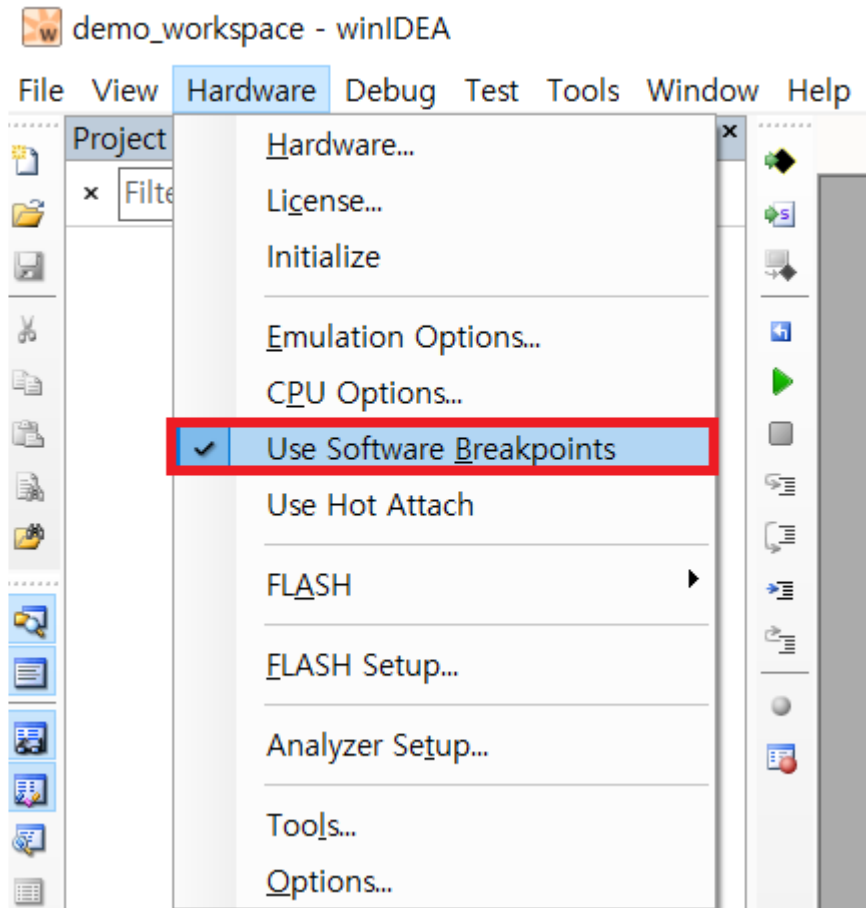 demo_workspace - winIDEA
File View Hardware Debug Test Tools Window Help
Project
Filte
Hardware...
License...
Initialize
Emulation Options...
CPU Options...
Use Software Breakpoints
Use Hot Attach
FLASH
FLASH Setup...
Analyzer Setup...
Tools...
Options...